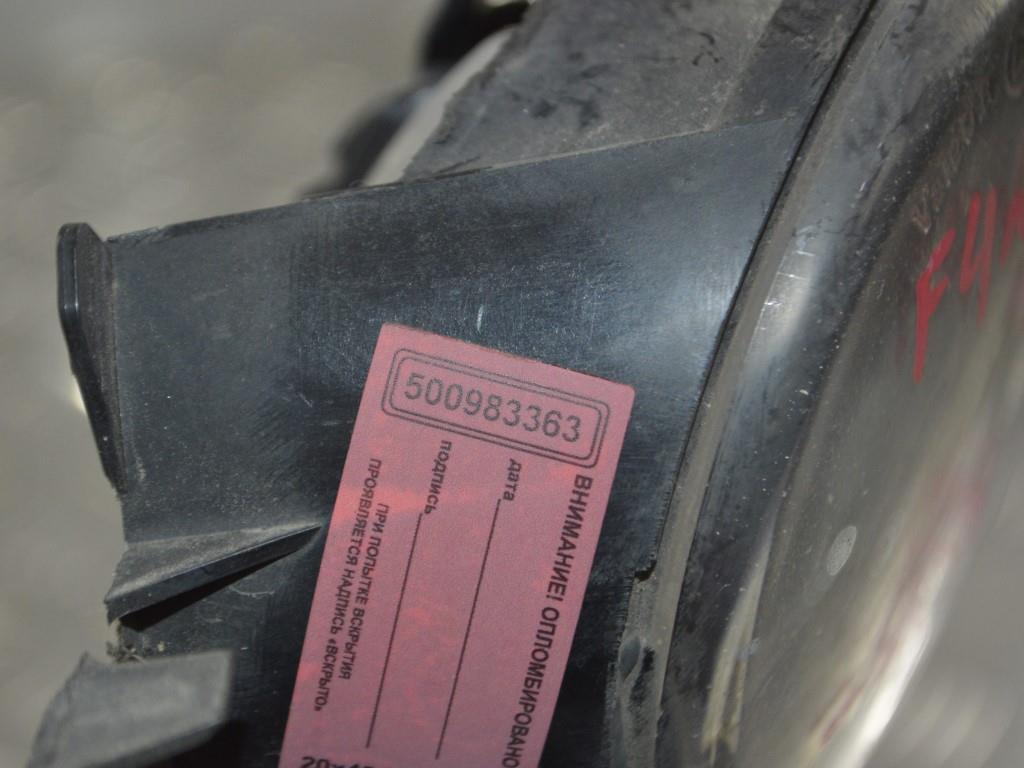 500983363
ВНИМАНИЕ! ОПЛОМБИРОВАНО
дата
подпись
ПРИ ПОПЫТКЕ ВСКРЫТИЯ
ПРОЯВЛЯЕТСЯ НАДПИСЬ «ВСКРЫТО»